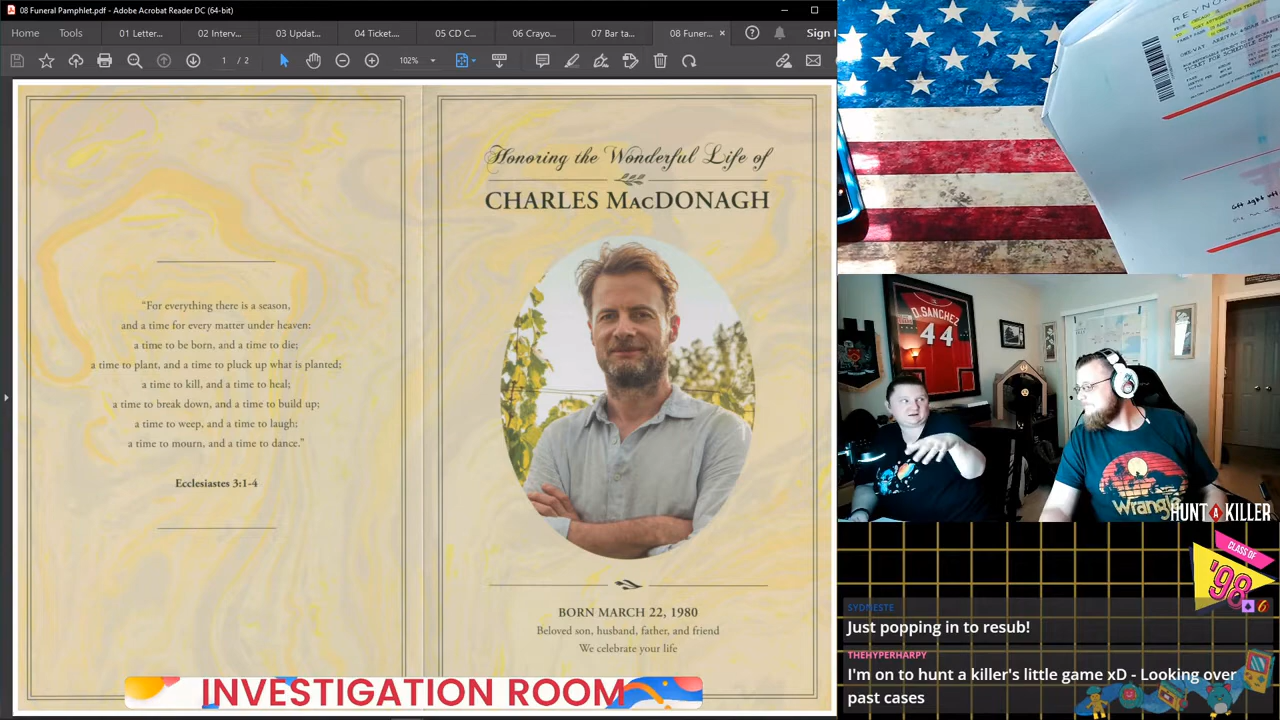 08 Funeral Pamphlet.pdf - Adobe Acrobat Reader DC (64-bit)
Home Tools 01 Letter... 02 Interv... 03 Updat... 04 Ticket.... 05 CD C... 06 Crayo... 07 Bar ta... 08 Funer... × Sign I
1 / 2 102%
Honoring the Wonderful Life of
CHARLES MacDONAGH
“For everything there is a season,
and a time for every matter under heaven:
a time to be born, and a time to die;
a time to plant, and a time to pluck up what is planted;
a time to kill, and a time to heal;
a time to break down, and a time to build up;
a time to weep, and a time to laugh;
a time to mourn, and a time to dance.”
Ecclesiastes 3:1-4
BORN MARCH 22, 1980
Beloved son, husband, father, and friend
We celebrate your life
INVESTIGATION ROOM
D.SANCHEZ
44
Wrangle
HUNT A KILLER
CLASS OF
'98
SYDNESTE
6
Just popping in to resub!
THEHYPERHARPY
I'm on to hunt a killer's little game xD - Looking over
past cases